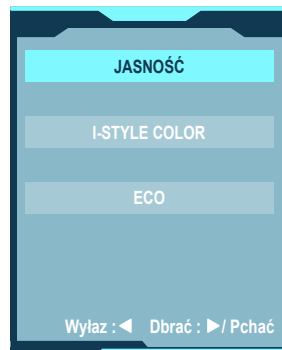 JASNOŚĆ
I-STYLE COLOR
ECO
Wyłaz :◀ Dbrać : ▶/ Pchać